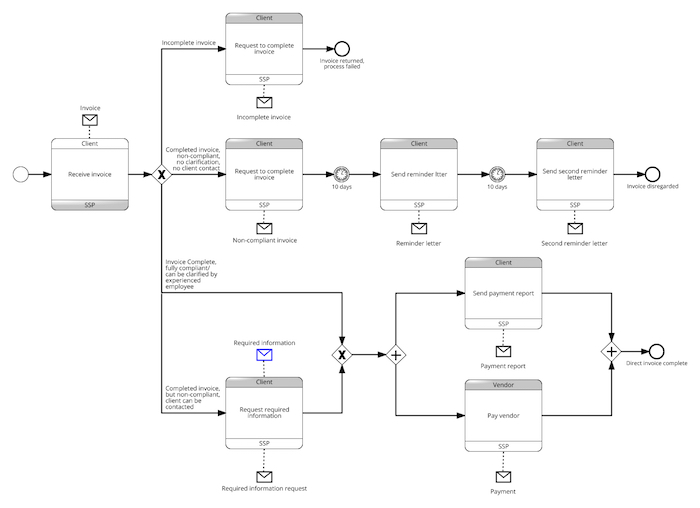 Client
Request to complete
invoice
SSP
Incomplete invoice
Incomplete invoice
Invoice returned,
process failed
Invoice
Client
Receive invoice
SSP
X
Completed invoice,
non-compliant,
no clarification,
no client contact
Client
Request to complete
invoice
SSP
Non-compliant invoice
10 days
Client
Send reminder ltter
SSP
Reminder letter
10 days
Client
Send second reminder
letter
SSP
Second reminder letter
Invoice disregarded
Invoice Complete,
fully compliant/
can be clarified by
experienced
employee
X
Client
Send payment report
SSP
Payment report
Direct invoice complete
Required information
Completed invoice,
but non-compliant,
client can be
contacted
Client
Request required
information
SSP
Required information request
Vendor
Pay vendor
SSP
Payment